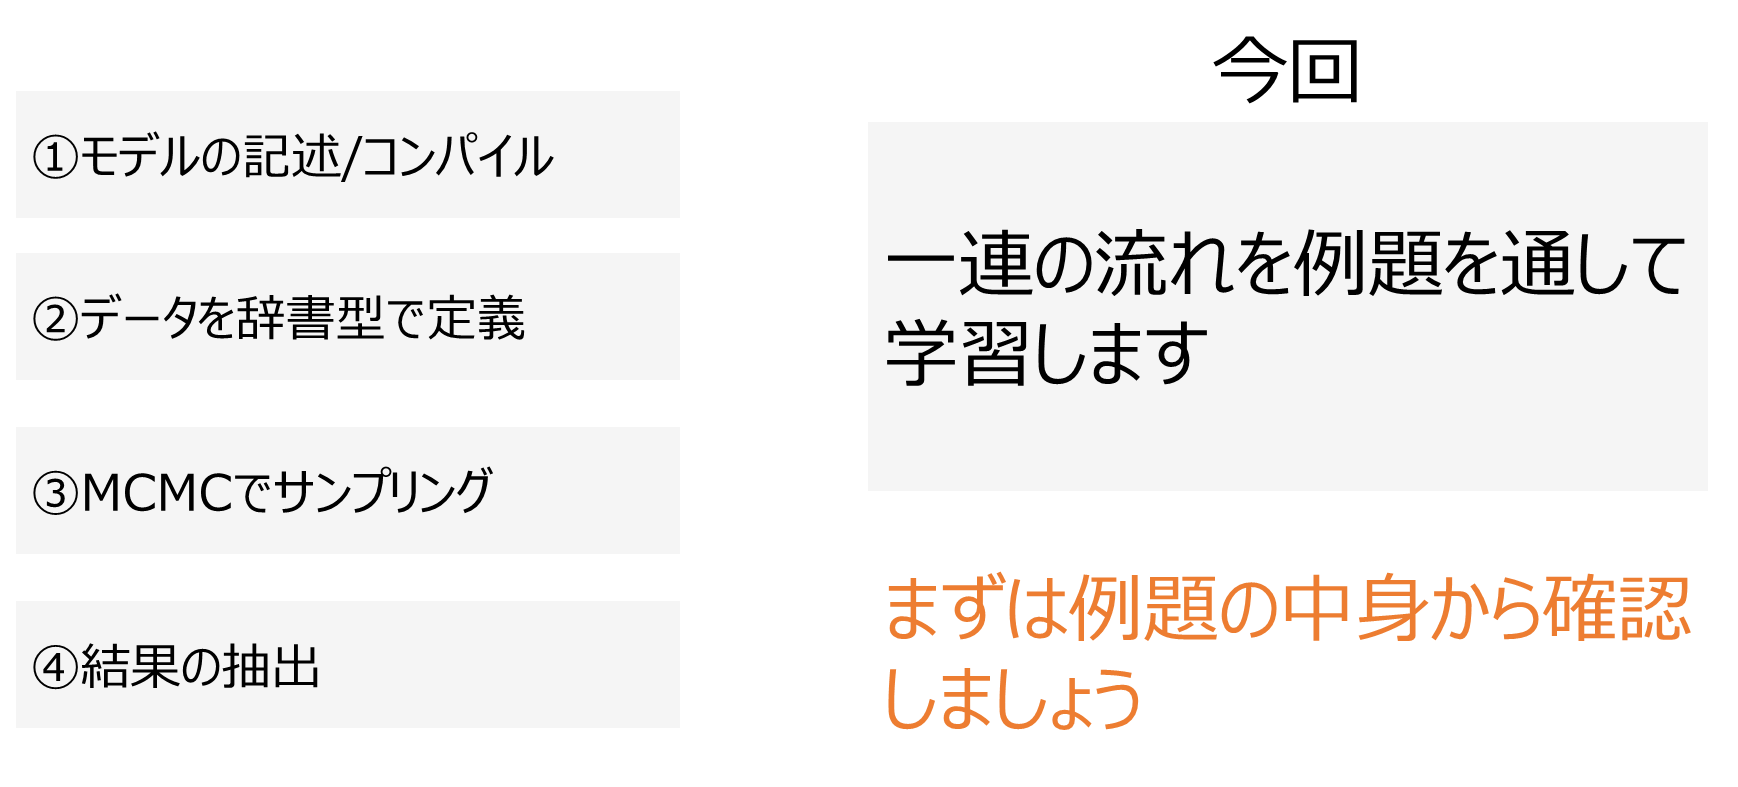 ①モデルの記述/コンパイル
②データを辞書型で定義
③MCMCでサンプリング
④結果の抽出
今回
一連の流れを例題を通して
学習します
まずは例題の中身から確認
しましょう